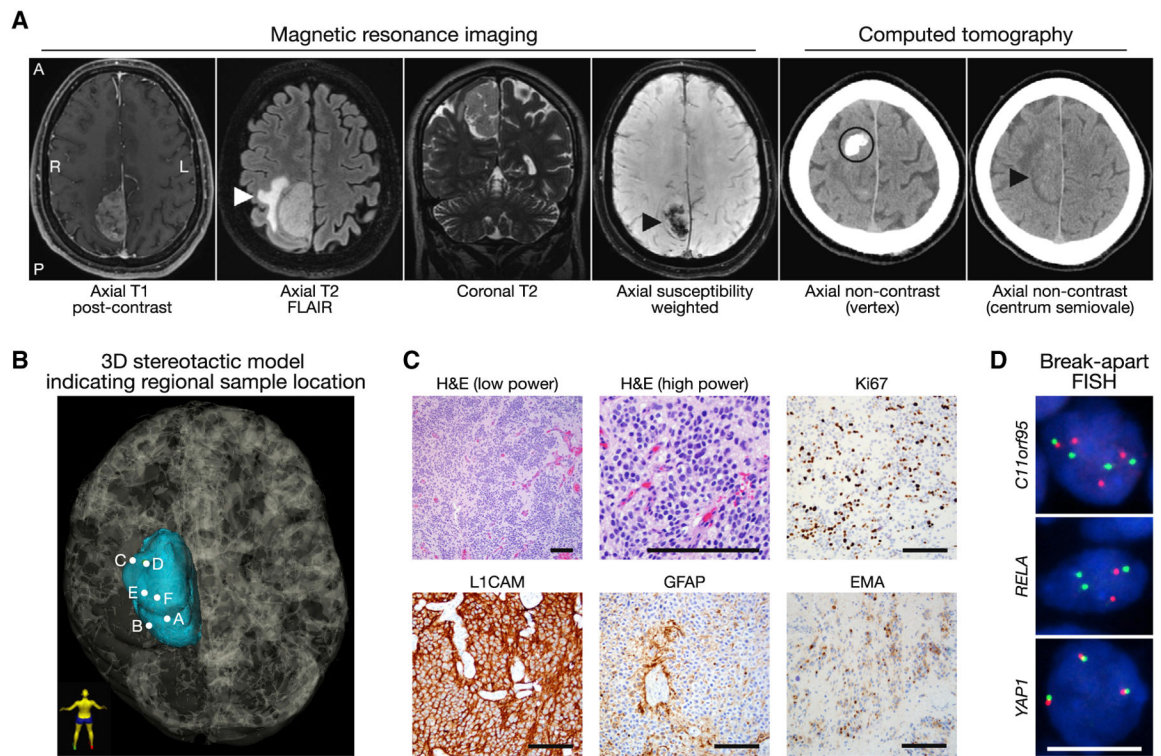 A
Magnetic resonance imaging
Computed tomography
A
R
L
P
Axial T1
post-contrast
Axial T2
FLAIR
Coronal T2
Axial susceptibility
weighted
Axial non-contrast
(vertex)
Axial non-contrast
(centrum semiovale)
B
3D stereotactic model
indicating regional sample location
C
D
E
F
A
B
C
H&E (low power)
H&E (high power)
Ki67
L1CAM
GFAP
EMA
D
Break-apart
FISH
C11orf95
RELA
YAP1